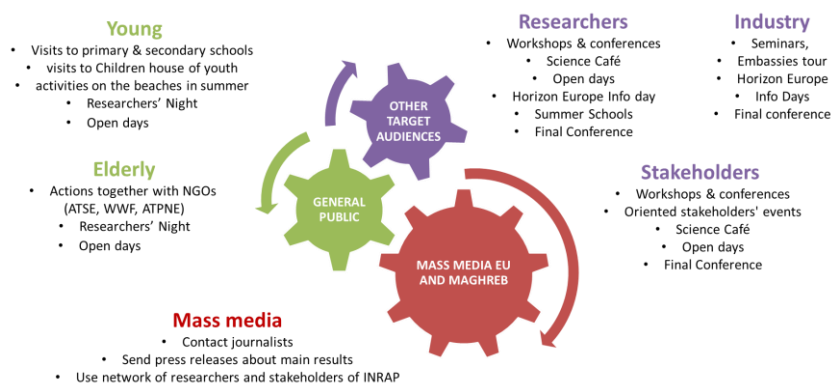 Young
• Visits to primary & secondary schools
• visits to Children house of youth
• activities on the beaches in summer
• Researchers' Night
• Open days
Elderly
• Actions together with NGOs
(ATSE, WWF, ATPNE)
• Researchers' Night
• Open days
OTHER
TARGET
AUDIENCES
GENERAL
PUBLIC
MASS MEDIA EU
AND MAGHREB
Researchers
• Workshops & conferences
• Science Café
• Open days
• Horizon Europe Info day
• Summer Schools
• Final Conference
Industry
• Seminars,
• Embassies tour
• Horizon Europe
• Info Days
• Final conference
Stakeholders
• Workshops & conferences
• Oriented stakeholders' events
• Science Café
• Open days
• Final Conference
Mass media
• Contact journalists
• Send press releases about main results
• Use network of researchers and stakeholders of INRAP